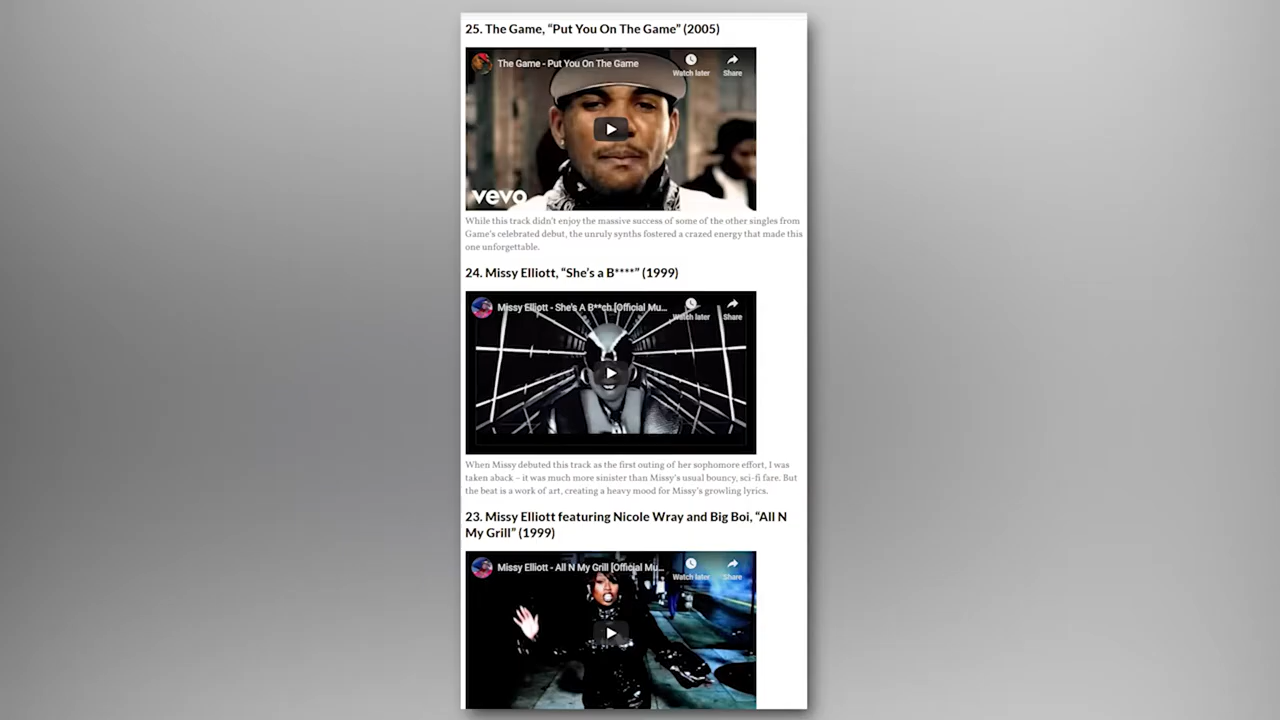 25. The Game, “Put You On The Game” (2005)
The Game - Put You On The Game
Watch later
Share
vevo
While this track didn’t enjoy the massive success of some of the other singles from
Game’s celebrated debut, the unruly synths fostered a crazed energy that made this
one unforgettable.
24. Missy Elliott, “She’s a B****” (1999)
Missy Elliott - She's A B**ch [Official Mu...
Watch later
Share
When Missy debuted this track as the first outing of her sophomore effort, I was
taken aback – it was much more sinister than Missy’s usual bouncy, sci-fi fare. But
the beat is a work of art, creating a heavy mood for Missy’s growling lyrics.
23. Missy Elliott featuring Nicole Wray and Big Boi, “All N
My Grill” (1999)
Missy Elliott - All N My Grill [Official Mu...
Watch later
Share